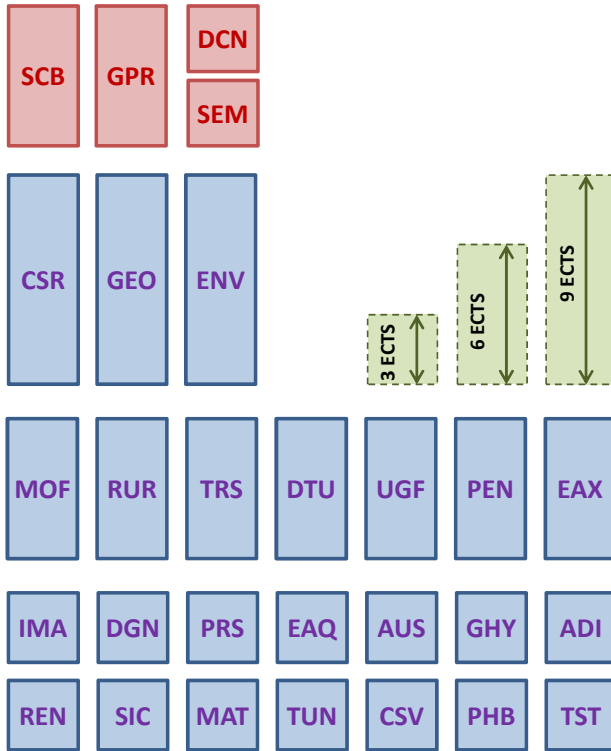 SCB GPR DCN
SEM
CSR GEO ENV
3 ECTS 6 ECTS 9 ECTS
MOF RUR TRS DTU UGF PEN EAX
IMA DGN PRS EAQ AUS GHY ADI
REN SIC MAT TUN CSV PHB TST